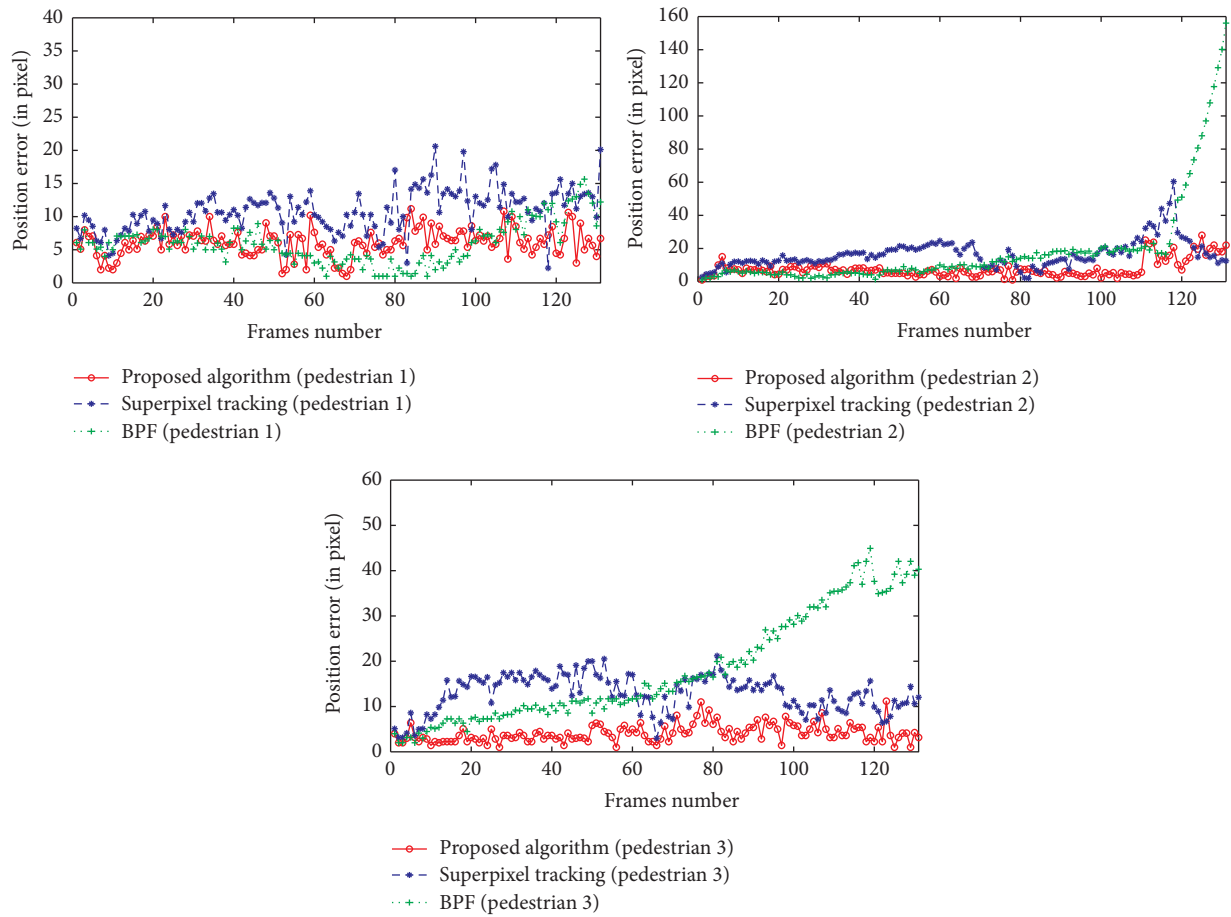 40
35
30
25
20
15
10
5
0
Position error (in pixel)
0 20 40 60 80 100 120
Frames number
Proposed algorithm (pedestrian 1)
Superpixel tracking (pedestrian 1)
BPF (pedestrian 1)
160
140
120
100
80
60
40
20
0
Position error (in pixel)
0 20 40 60 80 100 120
Frames number
Proposed algorithm (pedestrian 2)
Superpixel tracking (pedestrian 2)
BPF (pedestrian 2)
60
50
40
30
20
10
0
Position error (in pixel)
0 20 40 60 80 100 120
Frames number
Proposed algorithm (pedestrian 3)
Superpixel tracking (pedestrian 3)
BPF (pedestrian 3)